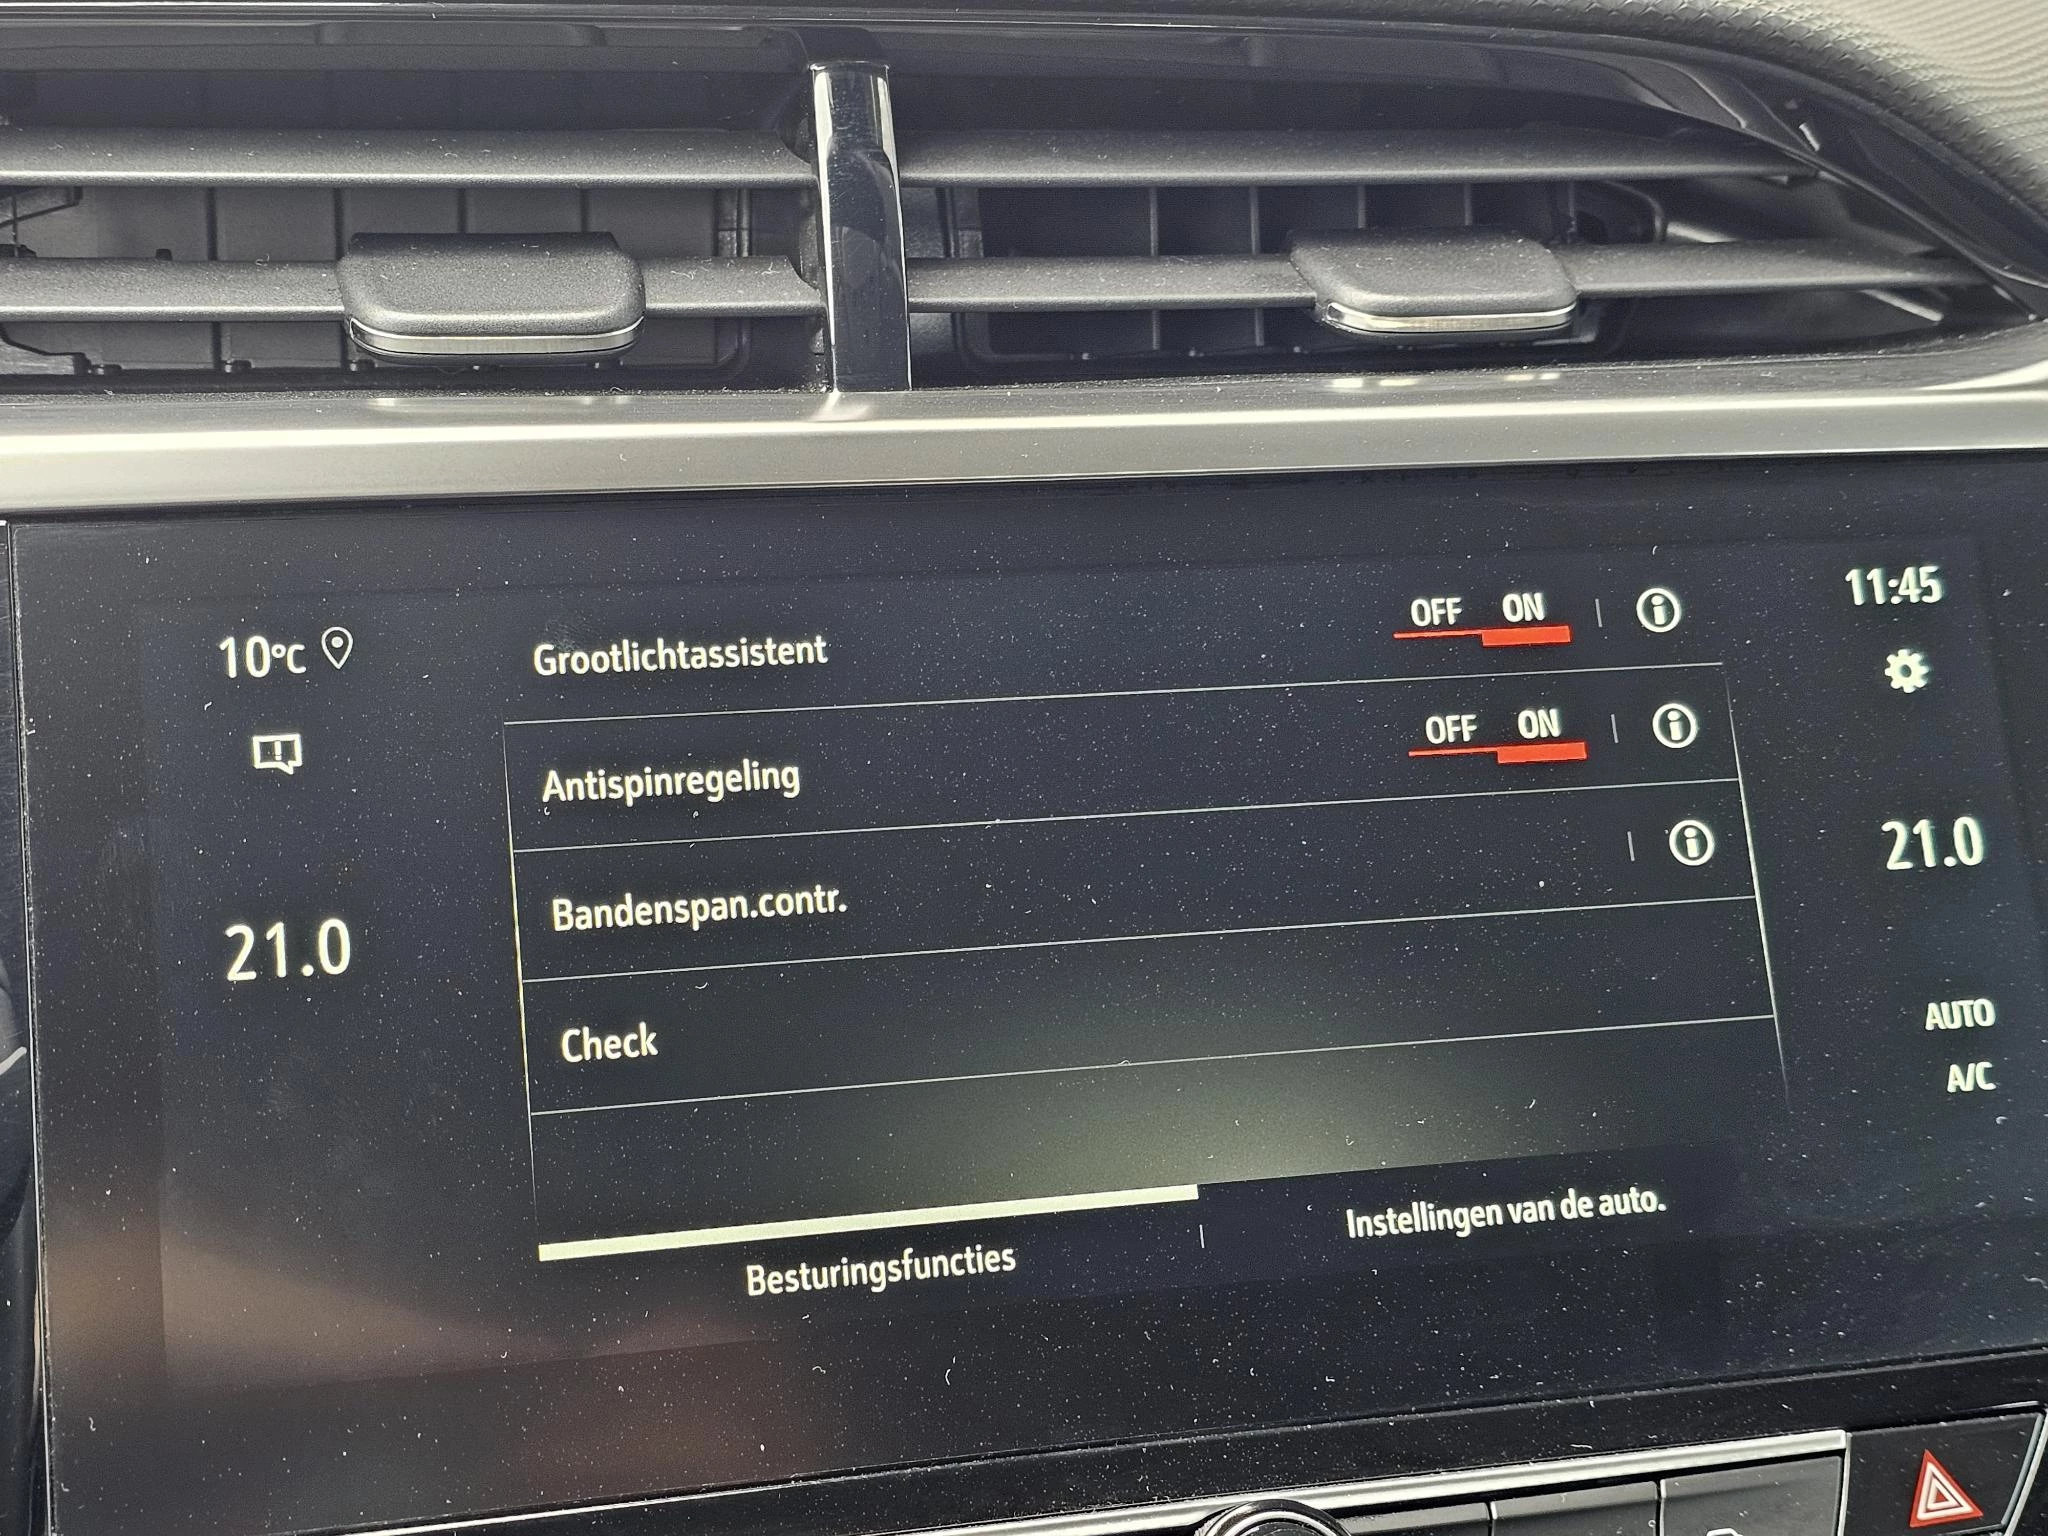 10°C
11:45
Grootlichtassistent OFF ON
Antispinregeling OFF ON
Bandenspan.contr.
Check
21.0
21.0
AUTO
A/C
Besturingsfuncties
Instellingen van de auto.